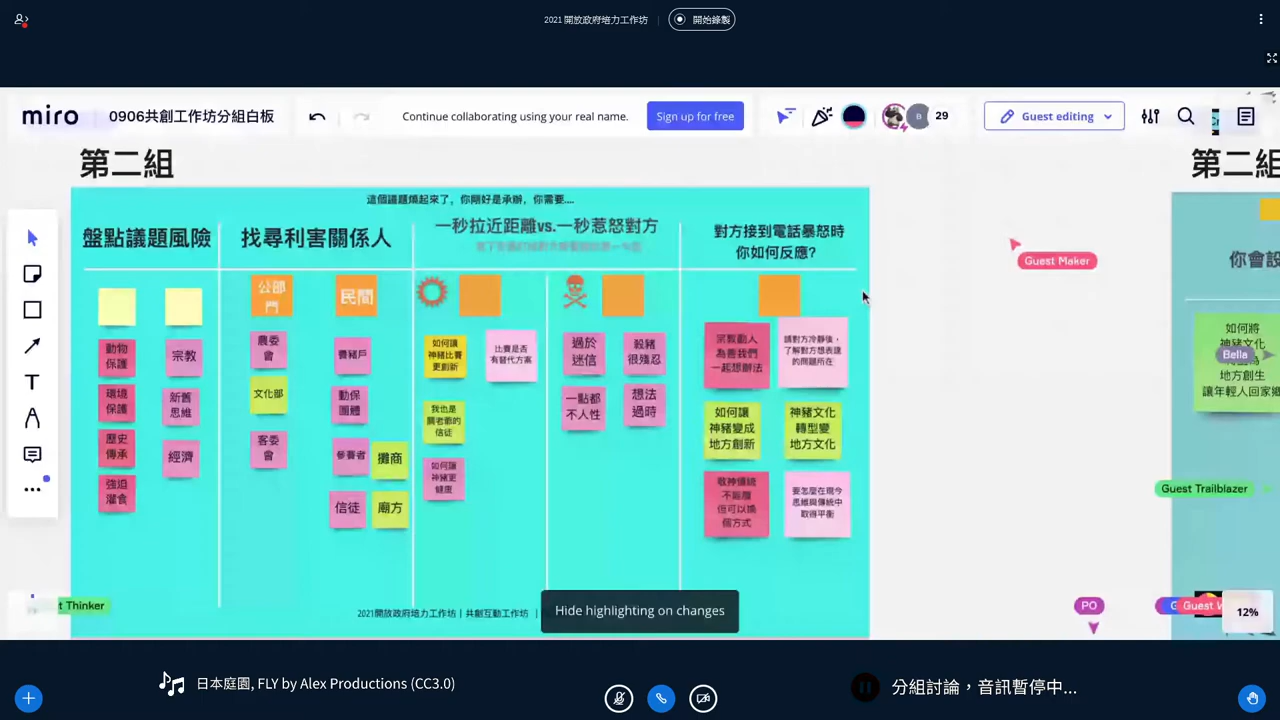 2021 開放政府培力工作坊
開始錄製
miro
0906共創工作坊分組白板
Continue collaborating using your real name.
Sign up for free
B
29
Guest editing
第二組
第二組
這個議題煩起來了，你剛好是承辦，你需要....
盤點議題風險
找尋利害關係人
一秒拉近距離vs.一秒惹怒對方
對方接到電話暴怒時
你如何反應?
動物
保護
環境
保護
歷史
傳承
強迫
灌食
宗教
新舊
思維
經濟
公部
門
農委
會
文化部
客委
會
民間
養豬戶
動保
團體
參賽者
攤商
信徒
廟方
如何讓
神豬比賽
更創新
比賽是否
有替代方案
我也是
關老爺的
信徒
如何讓
神豬更
健康
過於
迷信
殺豬
很殘忍
一點都
不人性
想法
過時
宗教勸人
為善我們
一起想辦法
請對方冷靜後，
了解對方想表達
的問題所在
如何讓
神豬變成
地方創新
神豬文化
轉型變
地方文化
敬神傳統
不能廢
但可以換
個方式
要怎麼在現今
思維與傳統中
取得平衡
2021開放政府培力工作坊 | 共創互動工作坊 |
Hide highlighting on changes
Guest Maker
你會設
如何將
神豬文化
Bella
地方創生
讓年輕人回家鄉
Guest Trailblazer
t Thinker
PO
G
Guest W
12%
日本庭園, FLY by Alex Productions (CC3.0)
分組討論，音訊暫停中...